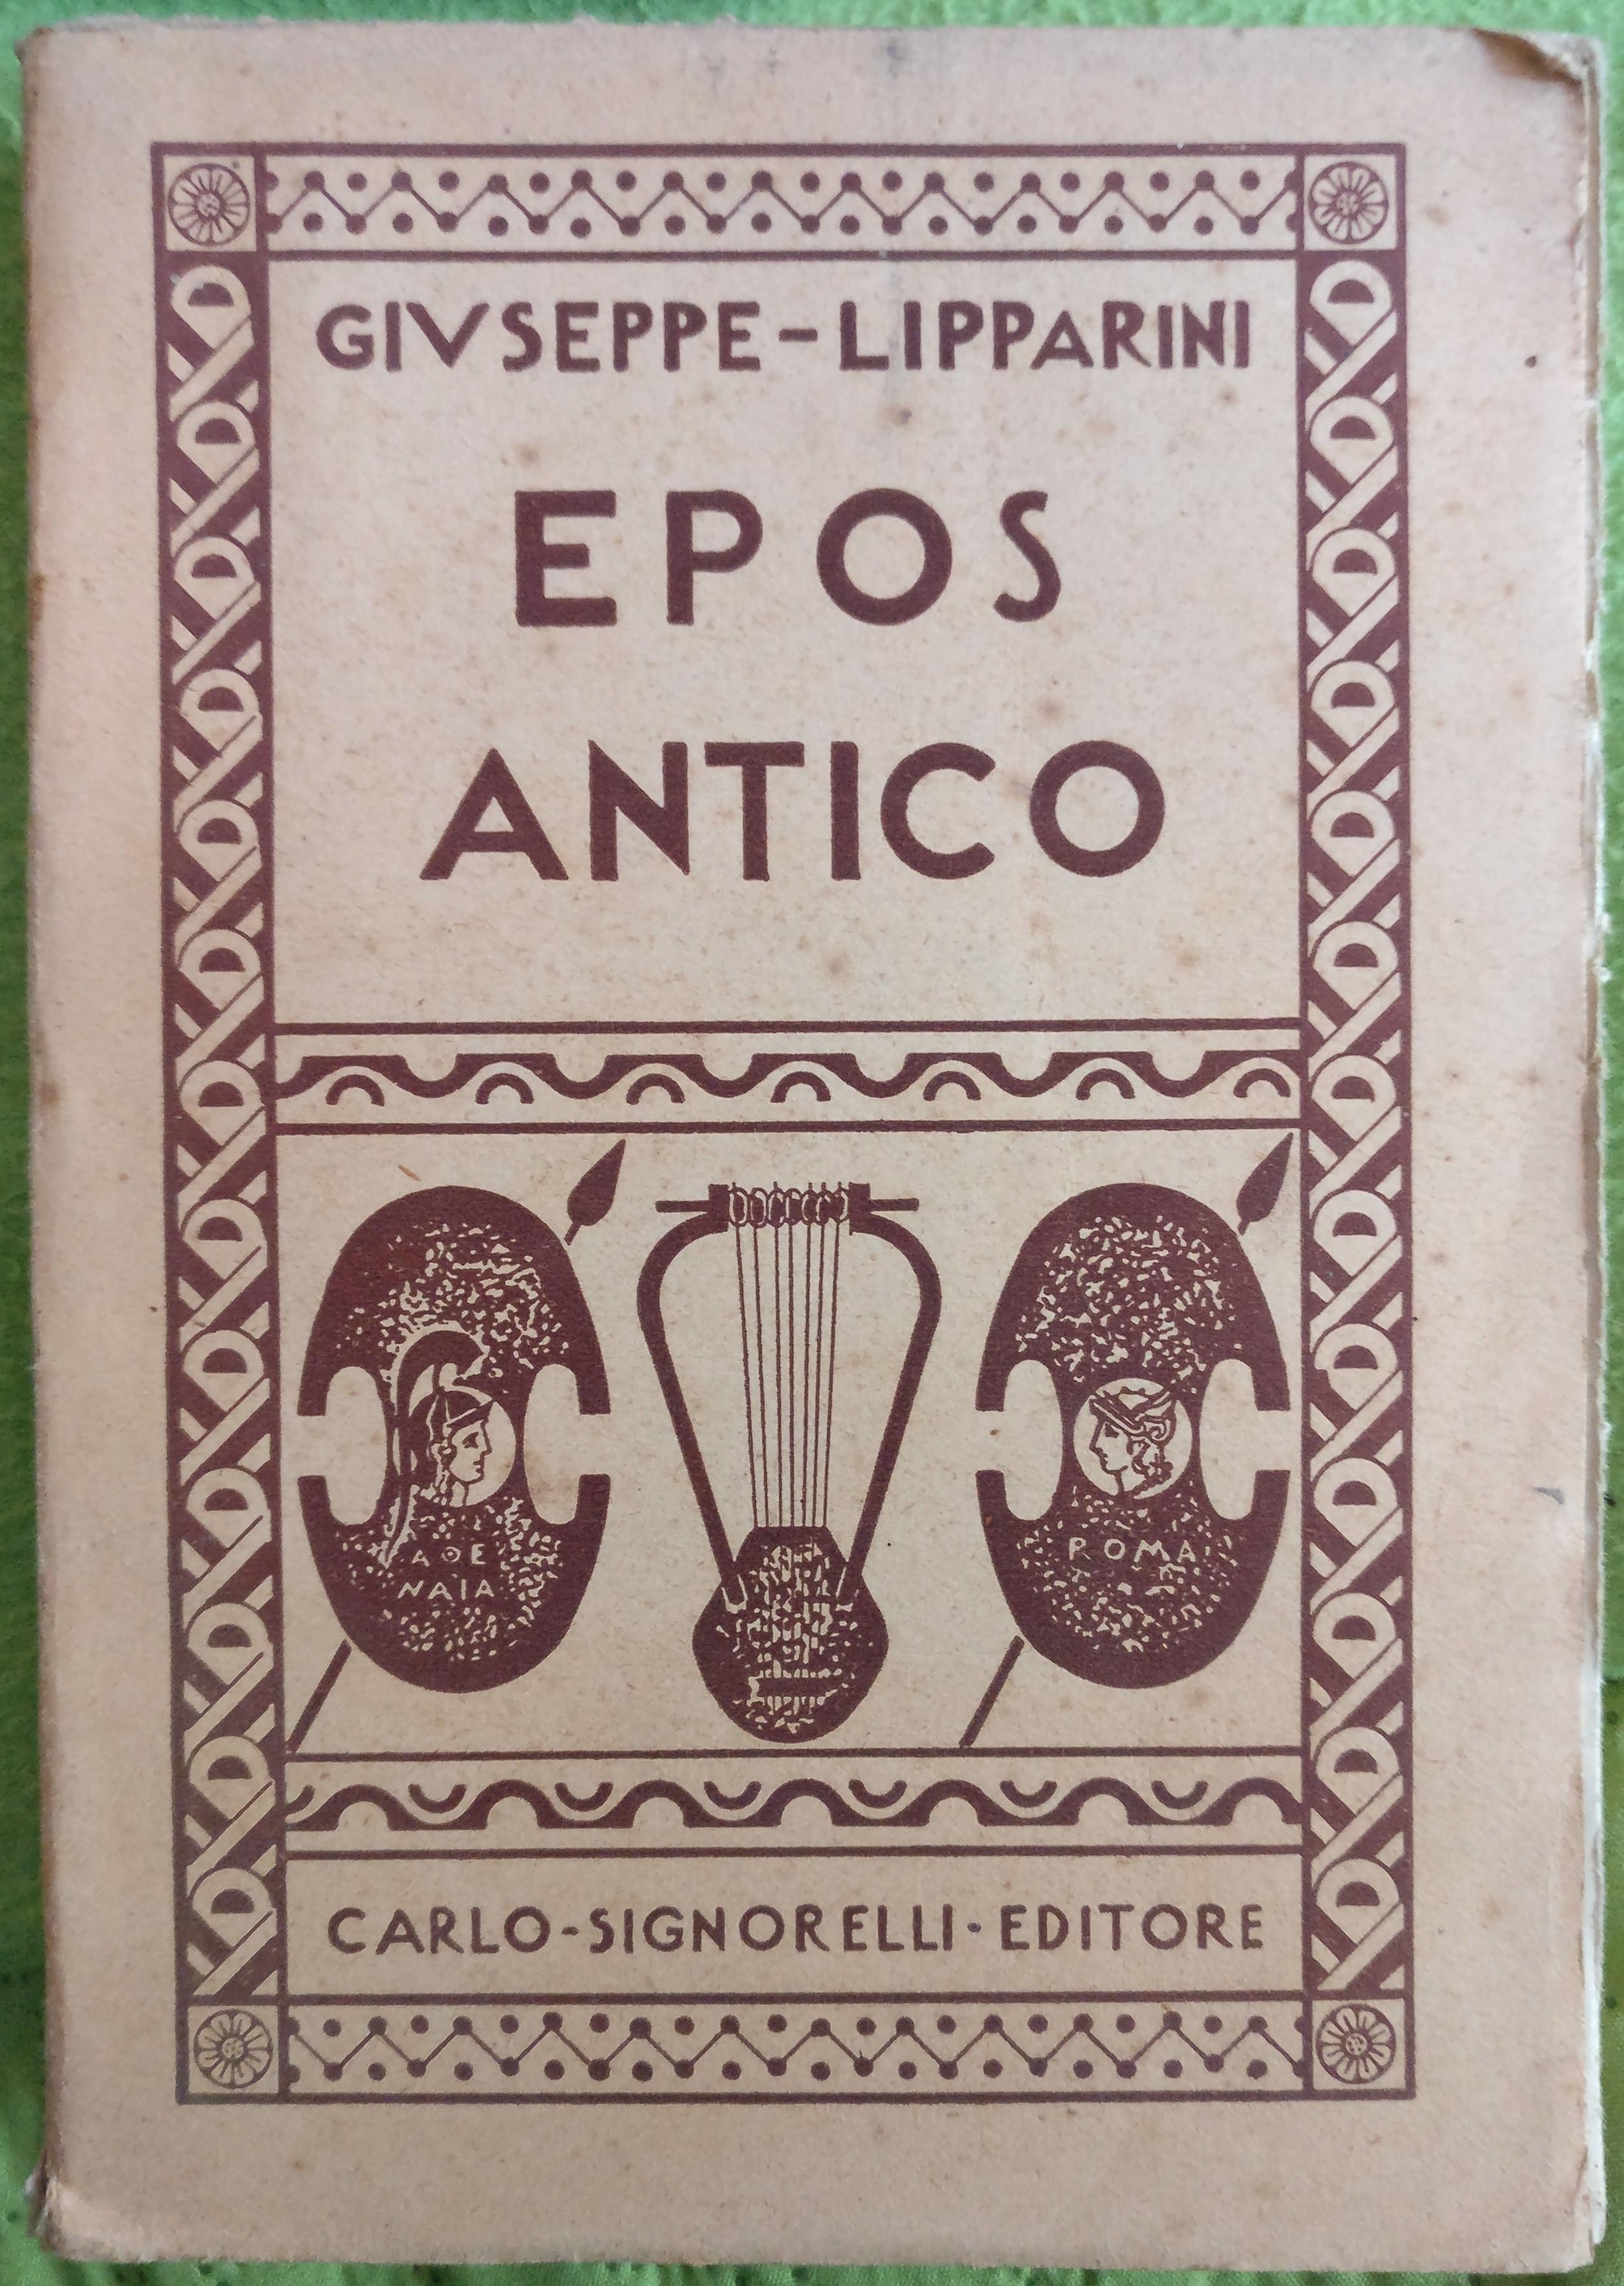 GIVSEPPE-LIPPARINI
EPOS
ANTICO
ΑΘΕ
ΝΑΙΑ
ROMA
CARLO-SIGNORELLI·EDITORE